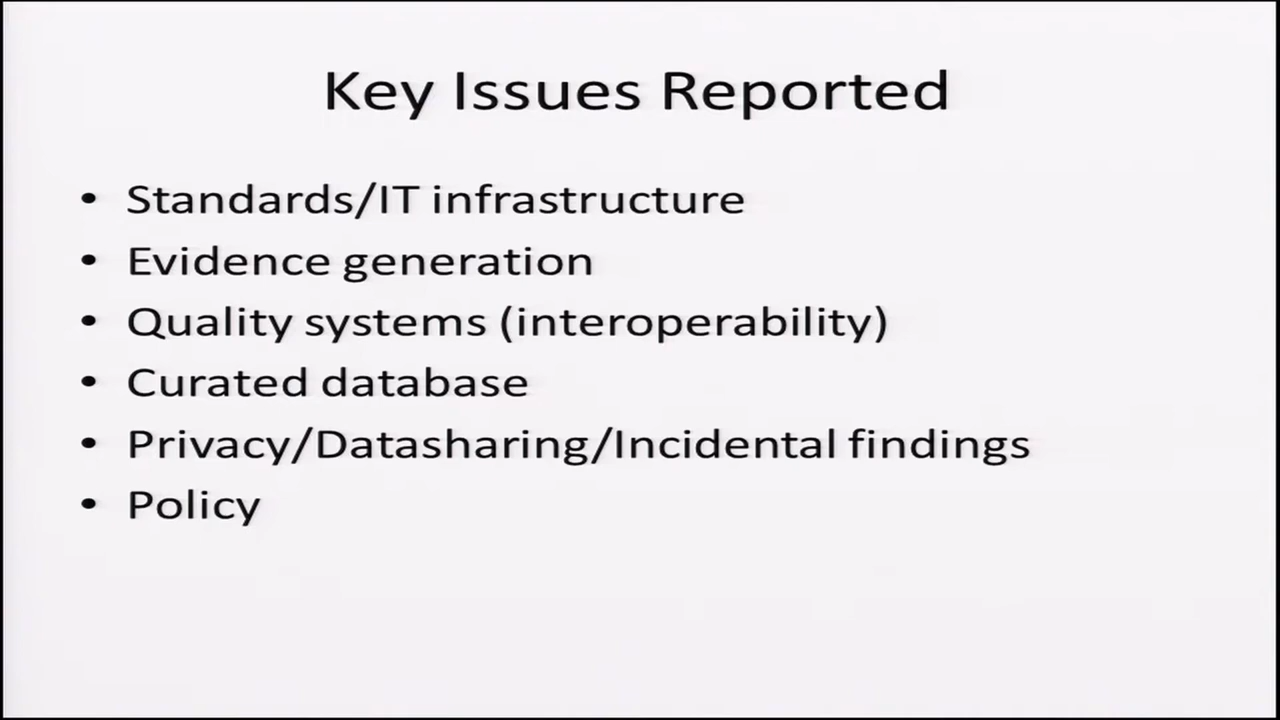 Key Issues Reported
• Standards/IT infrastructure
• Evidence generation
• Quality systems (interoperability)
• Curated database
• Privacy/Datasharing/Incidental findings
• Policy